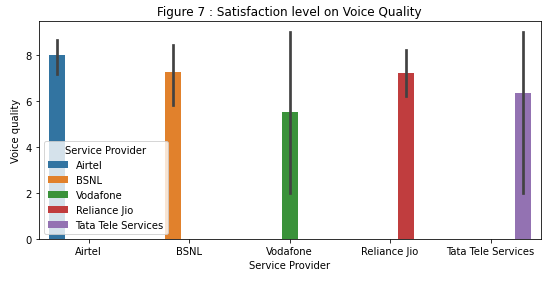 Figure 7 : Satisfaction level on Voice Quality
8
6
4
2
0
Voice quality
Service Provider
Airtel
BSNL
Vodafone
Reliance Jio
Tata Tele Services
Airtel BSNL Vodafone Reliance Jio Tata Tele Services
Service Provider